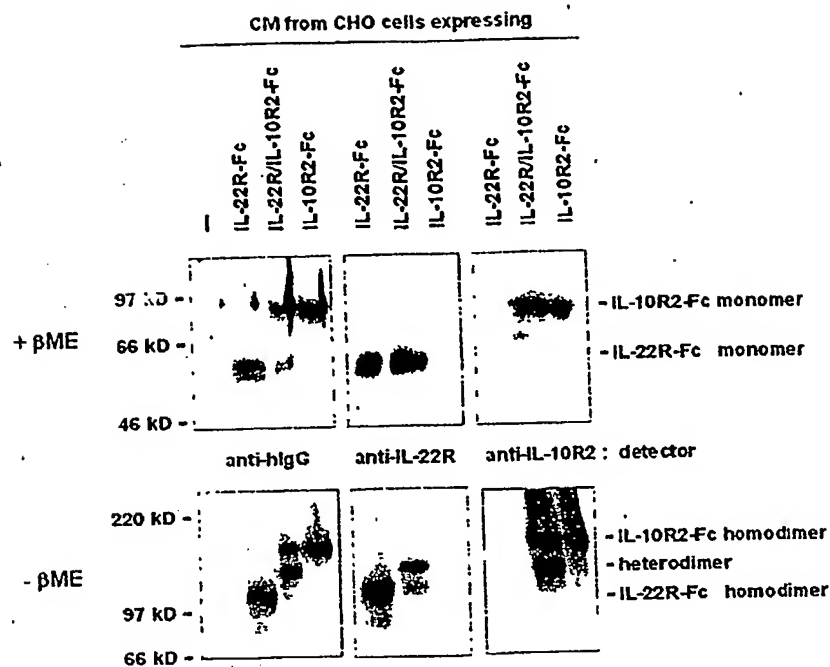 CM from CHO cells expressing
–
IL-22R-Fc
IL-22R/IL-10R2-Fc
IL-10R2-Fc
IL-22R-Fc
IL-22R/IL-10R2-Fc
IL-10R2-Fc
IL-22R-Fc
IL-22R/IL-10R2-Fc
IL-10R2-Fc
+ βME
97 kD -
66 kD -
46 kD -
-IL-10R2-Fc monomer
-IL-22R-Fc monomer
anti-hIgG anti-IL-22R anti-IL-10R2 : detector
- βME
220 kD -
97 kD -
66 kD -
-IL-10R2-Fc homodimer
-heterodimer
-IL-22R-Fc homodimer